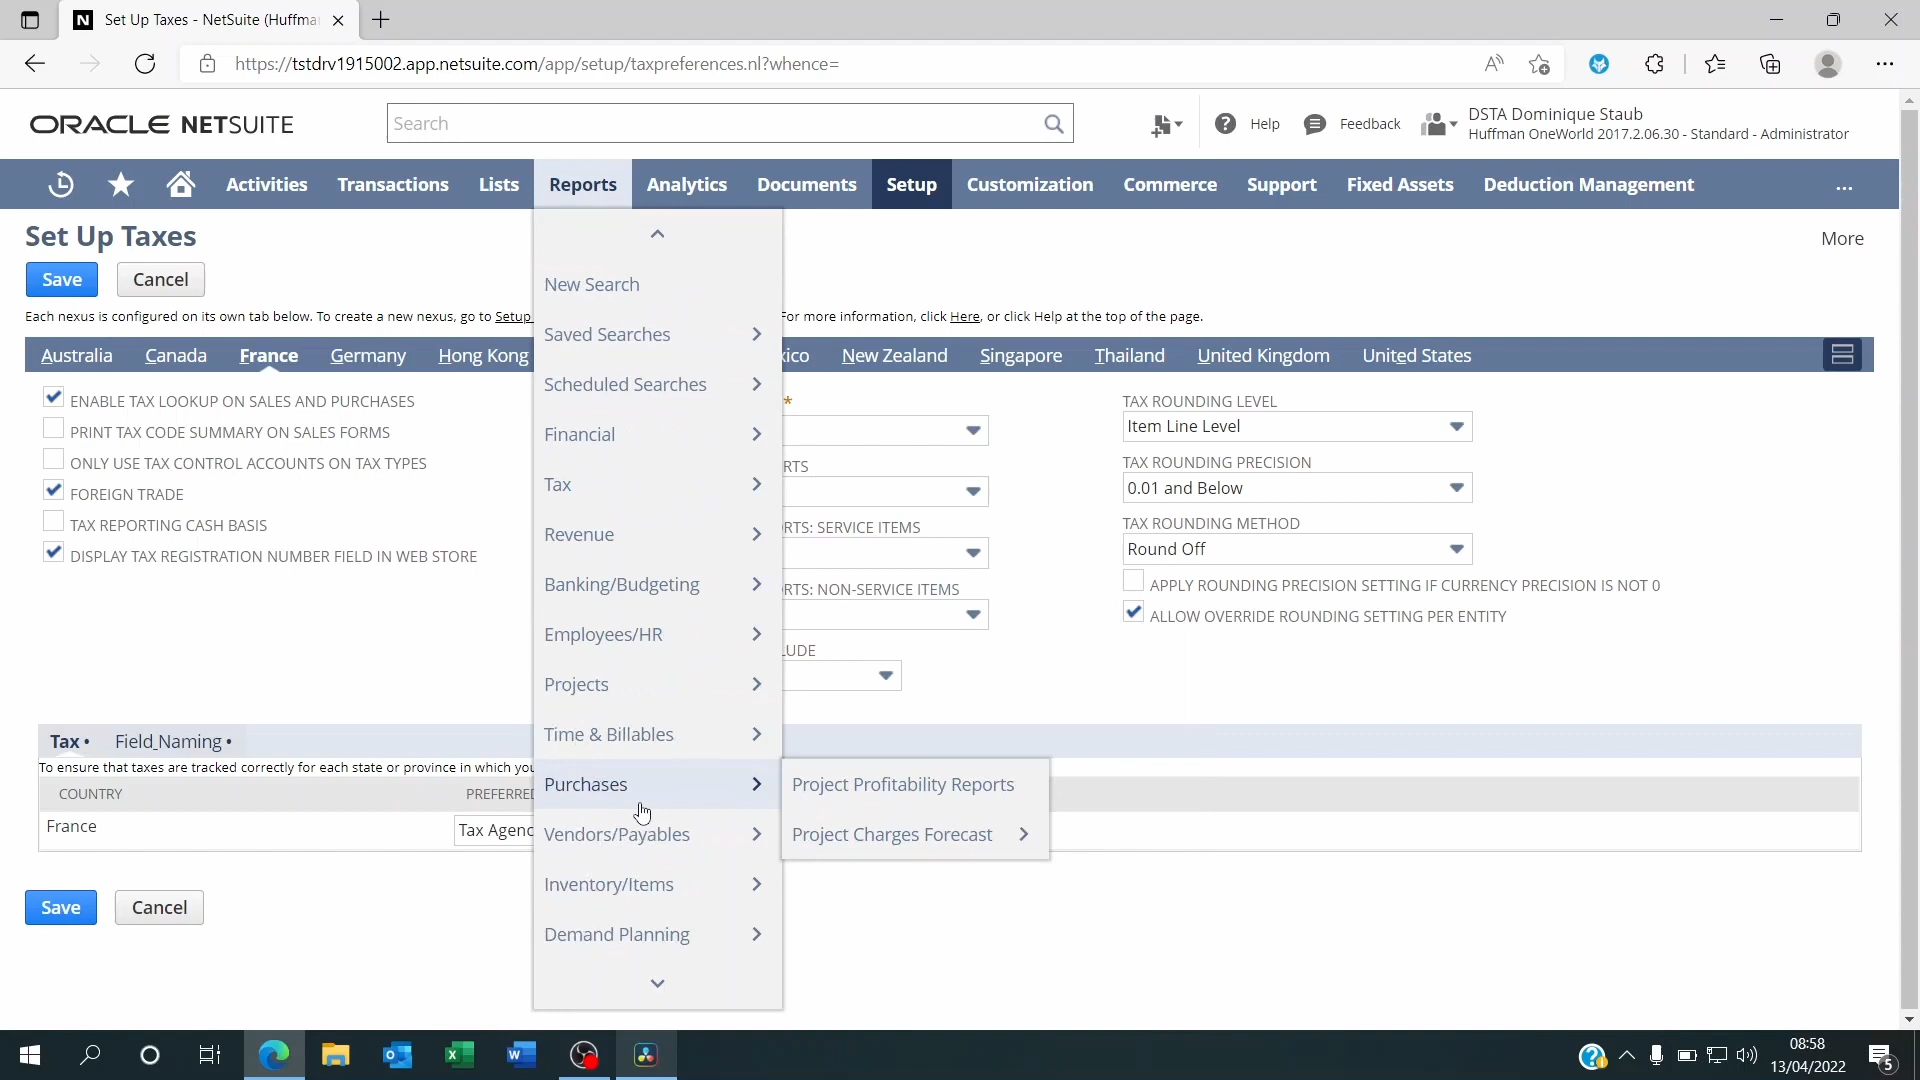 Set Up Taxes - NetSuite (Huffma
https://tstdrv1915002.app.netsuite.com/app/setup/taxpreferences.nl?whence=
ORACLE NETSUITE
Search
Help
Feedback
DSTA Dominique Staub
Huffman OneWorld 2017.2.06.30 - Standard - Administrator
Activities Transactions Lists Reports Analytics Documents Setup Customization Commerce Support Fixed Assets Deduction Management ...
Set Up Taxes
More
Save Cancel
Each nexus is configured on its own tab below. To create a new nexus, go to Setup
For more information, click Here, or click Help at the top of the page.
Australia Canada France Germany Hong Kong
xico New Zealand Singapore Thailand United Kingdom United States
ENABLE TAX LOOKUP ON SALES AND PURCHASES
PRINT TAX CODE SUMMARY ON SALES FORMS
ONLY USE TAX CONTROL ACCOUNTS ON TAX TYPES
FOREIGN TRADE
TAX REPORTING CASH BASIS
DISPLAY TAX REGISTRATION NUMBER FIELD IN WEB STORE
New Search
Saved Searches
Scheduled Searches
Financial
Tax
Revenue
Banking/Budgeting
Employees/HR
Projects
Time & Billables
Purchases
Vendors/Payables
Inventory/Items
Demand Planning
Project Profitability Reports
Project Charges Forecast
*
RTS
RTS: SERVICE ITEMS
RTS: NON-SERVICE ITEMS
LUDE
TAX ROUNDING LEVEL
Item Line Level
TAX ROUNDING PRECISION
0.01 and Below
TAX ROUNDING METHOD
Round Off
APPLY ROUNDING PRECISION SETTING IF CURRENCY PRECISION IS NOT 0
ALLOW OVERRIDE ROUNDING SETTING PER ENTITY
Tax • Field_Naming •
To ensure that taxes are tracked correctly for each state or province in which you
COUNTRY PREFERRED
France Tax Agenc
Save Cancel
08:58
13/04/2022
5